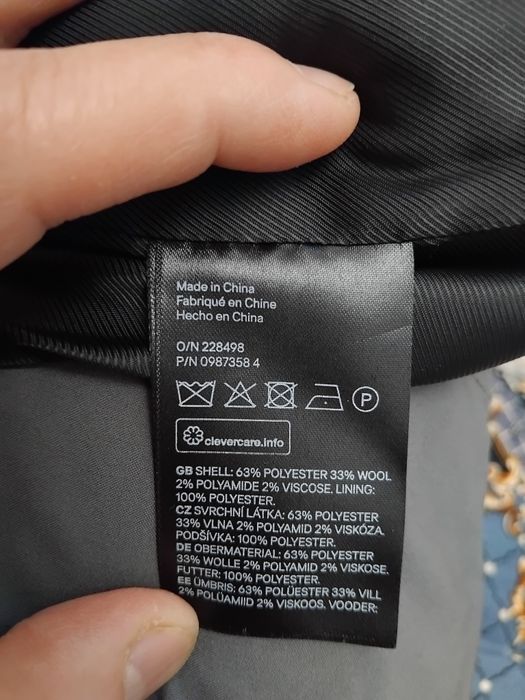 Made in China
Fabriqué en Chine
Hecho en China
O/N 228498
P/N 0987358 4
P
clevercare.info
GB SHELL: 63% POLYESTER 33% WOOL
2% POLYAMIDE 2% VISCOSE. LINING:
100% POLYESTER.
CZ SVRCHNÍ LÁTKA: 63% POLYESTER
33% VLNA 2% POLYAMID 2% VISKÓZA.
PODŠÍVKA: 100% POLYESTER.
DE OBERMATERIAL: 63% POLYESTER
33% WOLLE 2% POLYAMID 2% VISKOSE.
FUTTER: 100% POLYESTER.
EE ÜMBRIS: 63% POLÜESTER 33% VILL
2% POLÜAMIID 2% VISKOOS. VOODER: